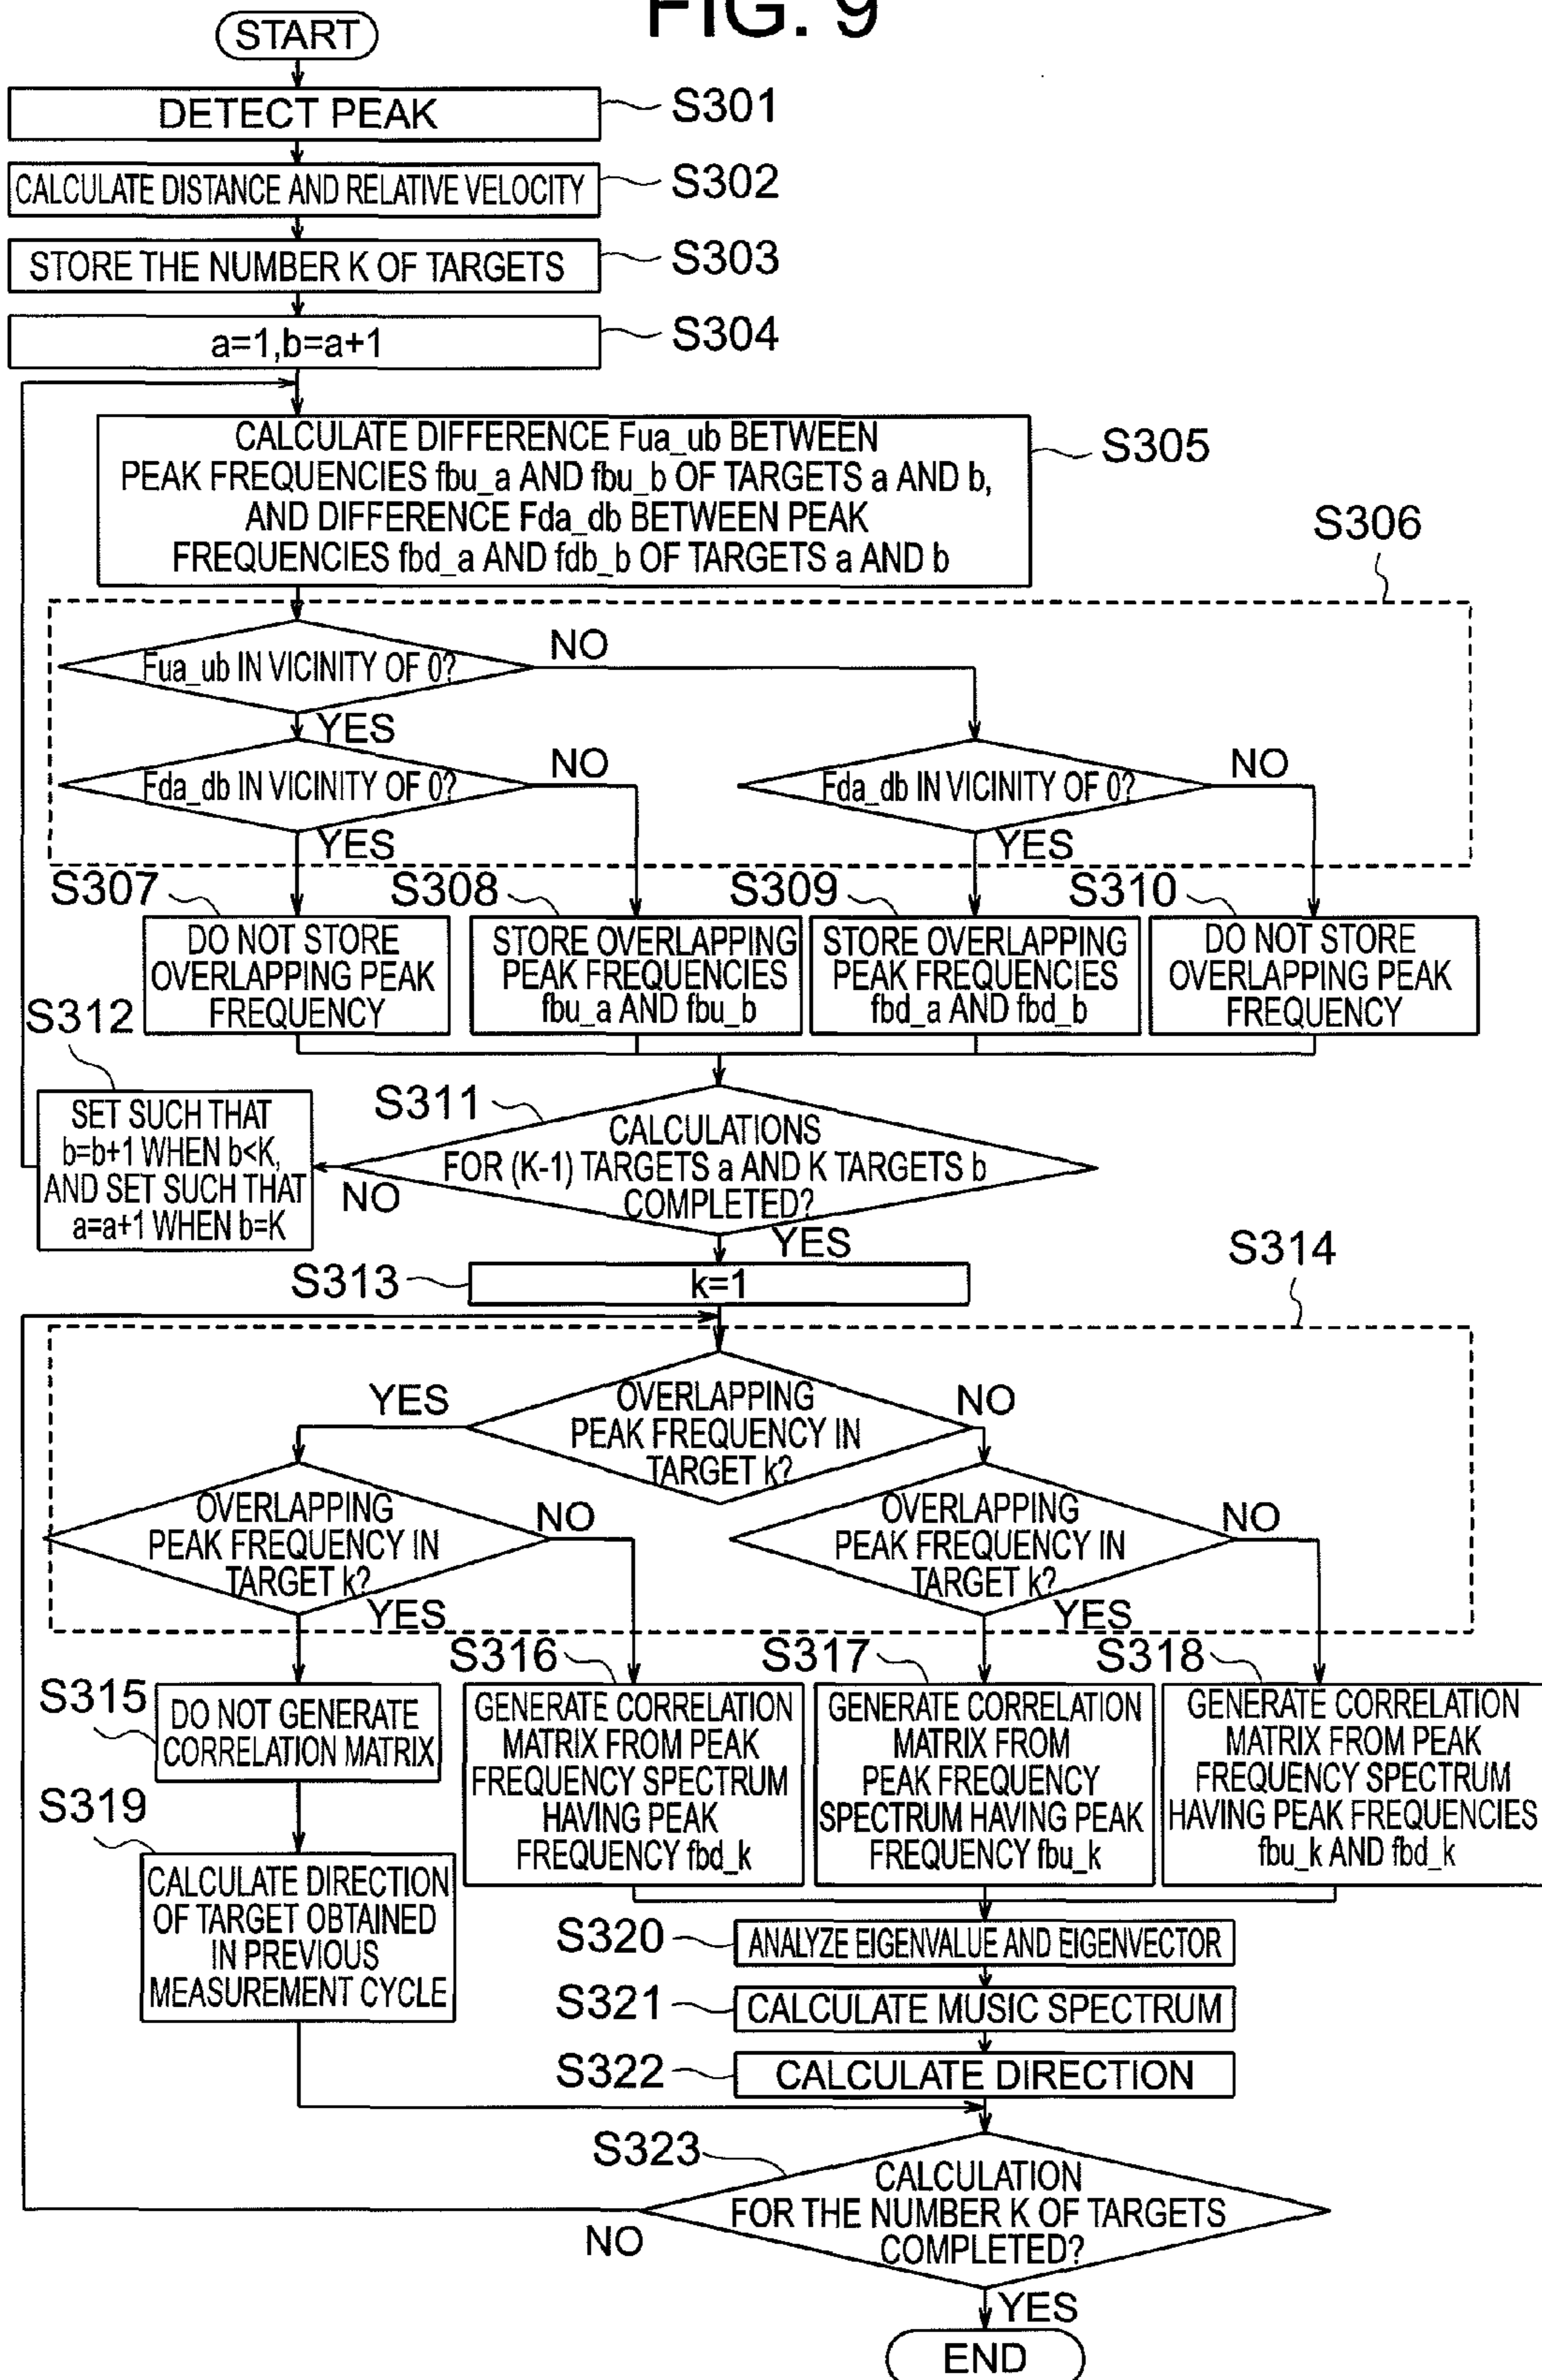 FIG. 9
START
DETECT PEAK
S301
CALCULATE DISTANCE AND RELATIVE VELOCITY
S302
STORE THE NUMBER K OF TARGETS
S303
a=1,b=a+1
S304
CALCULATE DIFFERENCE Fua_ub BETWEEN
PEAK FREQUENCIES fbu_a AND fbu_b OF TARGETS a AND b,
AND DIFFERENCE Fda_db BETWEEN PEAK
FREQUENCIES fbd_a AND fdb_b OF TARGETS a AND b
S305
S306
Fua_ub IN VICINITY OF 0?
NO
YES
Fda_db IN VICINITY OF 0?
NO
YES
Fda_db IN VICINITY OF 0?
NO
YES
S307
DO NOT STORE
OVERLAPPING PEAK
FREQUENCY
S308
STORE OVERLAPPING
PEAK FREQUENCIES
fbu_a AND fbu_b
S309
STORE OVERLAPPING
PEAK FREQUENCIES
fbd_a AND fbd_b
S310
DO NOT STORE
OVERLAPPING PEAK
FREQUENCY
S312
SET SUCH THAT
b=b+1 WHEN b<K,
AND SET SUCH THAT
a=a+1 WHEN b=K
S311
CALCULATIONS
FOR (K-1) TARGETS a AND K TARGETS b
COMPLETED?
NO
YES
S313
k=1
S314
OVERLAPPING
PEAK FREQUENCY IN
TARGET k?
YES
NO
OVERLAPPING
PEAK FREQUENCY IN
TARGET k?
NO
YES
OVERLAPPING
PEAK FREQUENCY IN
TARGET k?
NO
YES
S315
DO NOT GENERATE
CORRELATION MATRIX
S316
GENERATE CORRELATION
MATRIX FROM PEAK
FREQUENCY SPECTRUM
HAVING PEAK
FREQUENCY fbd_k
S317
GENERATE CORRELATION
MATRIX FROM
PEAK FREQUENCY
SPECTRUM HAVING PEAK
FREQUENCY fbu_k
S318
GENERATE CORRELATION
MATRIX FROM PEAK
FREQUENCY SPECTRUM
HAVING PEAK FREQUENCIES
fbu_k AND fbd_k
S319
CALCULATE DIRECTION
OF TARGET OBTAINED
IN PREVIOUS
MEASUREMENT CYCLE
S320
ANALYZE EIGENVALUE AND EIGENVECTOR
S321
CALCULATE MUSIC SPECTRUM
S322
CALCULATE DIRECTION
S323
CALCULATION
FOR THE NUMBER K OF TARGETS
COMPLETED?
NO
YES
END